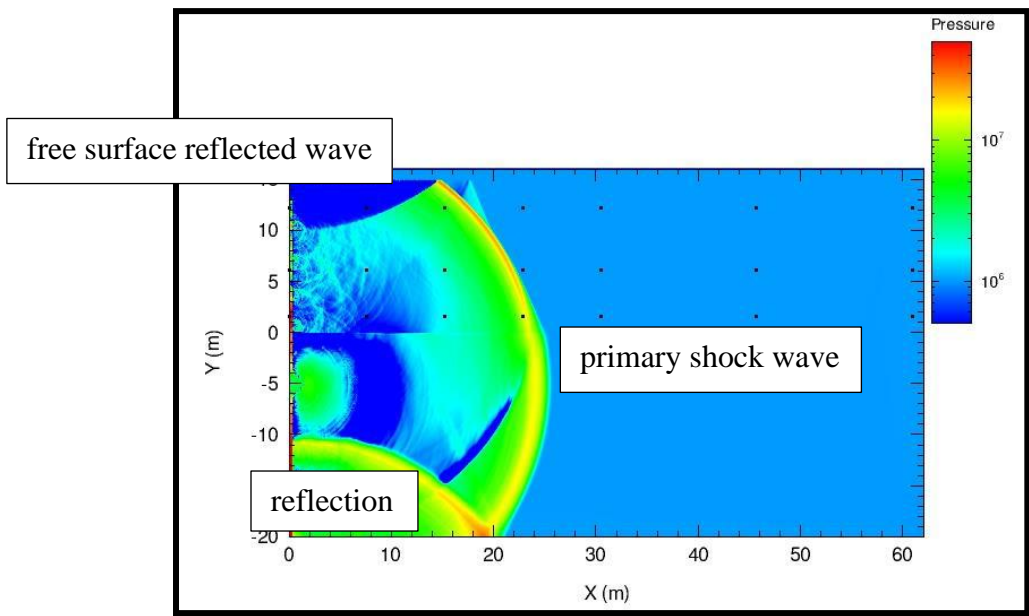 Pressure
free surface reflected wave
10⁷
10
5
10⁶
0
primary shock wave
Y (m)
-5
-10
reflection
-20
0
10
20
30
40
50
60
X (m)